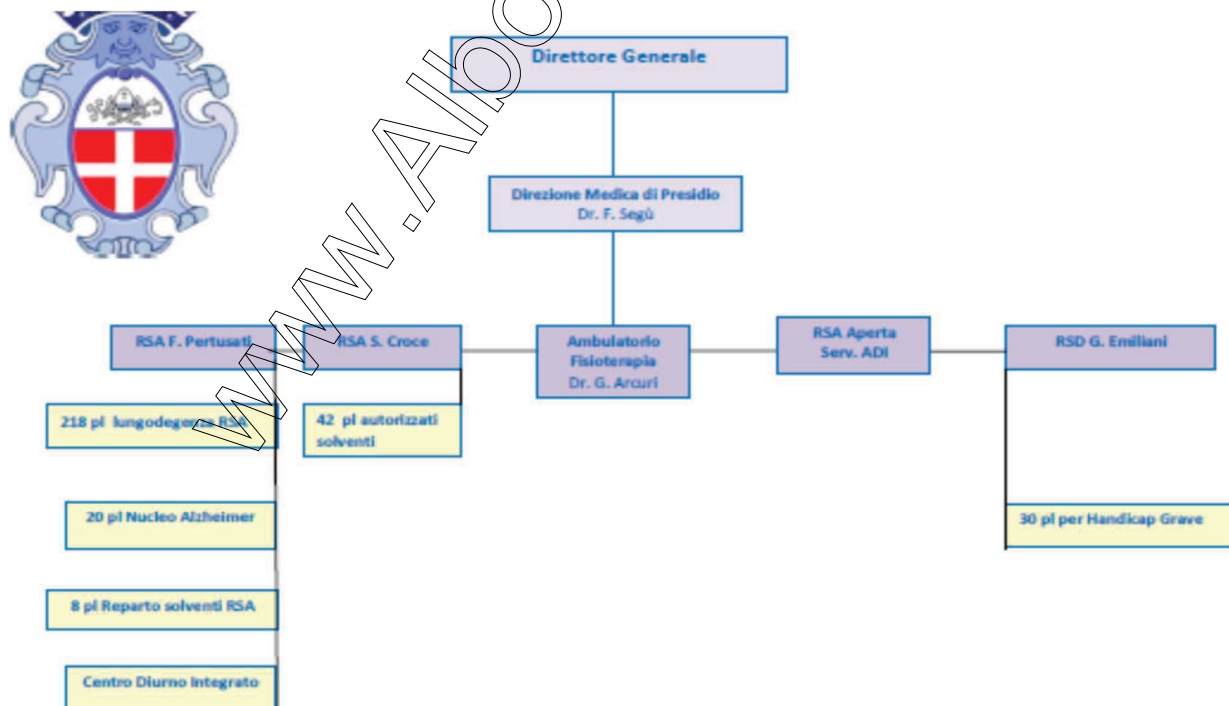 www.Albo
Direttore Generale
Direzione Medica di Presidio
Dr. F. Segù
RSA F. Pertusati
RSA S. Croce
Ambulatorio
Fisioterapia
Dr. G. Arcuri
RSA Aperta
Serv. ADI
RSD G. Emiliani
218 pl lungodegenza RSA
42 pl autorizzati
solventi
20 pl Nucleo Alzheimer
30 pl per Handicap Grave
8 pl Reparto solventi RSA
Centro Diurno Integrato